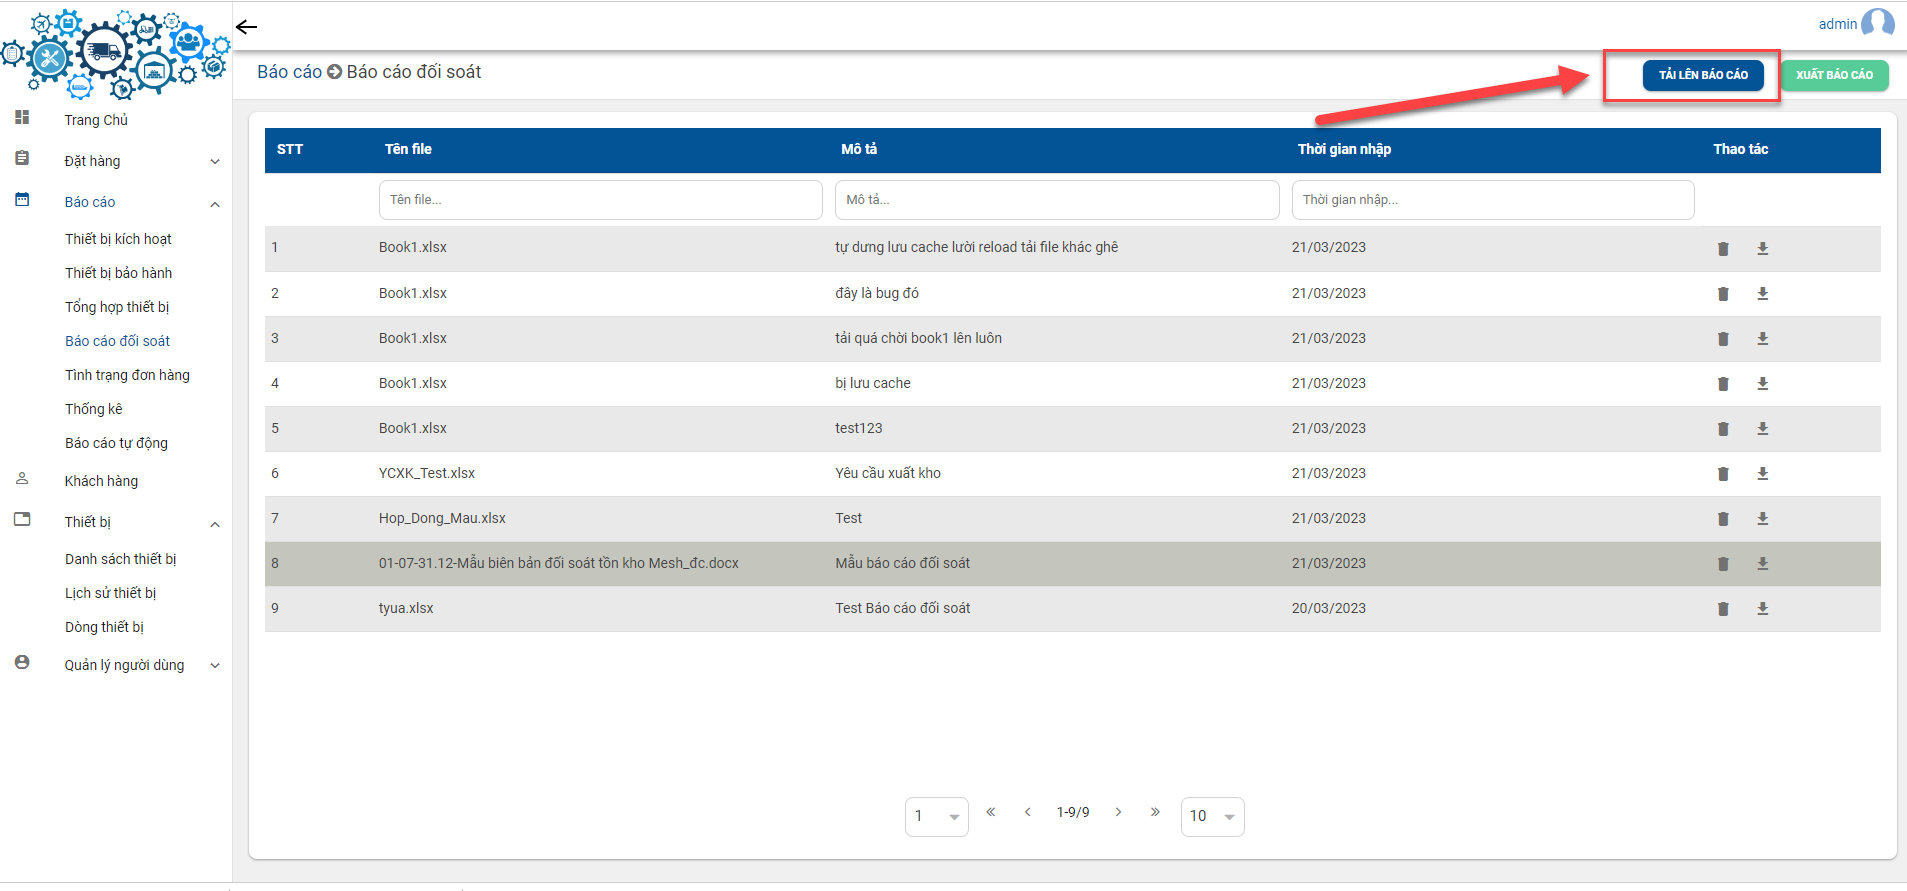 admin
Báo cáo Báo cáo đối soát
TẢI LÊN BÁO CÁO
XUẤT BÁO CÁO
Trang Chủ
Đặt hàng
Báo cáo
Thiết bị kích hoạt
Thiết bị bảo hành
Tổng hợp thiết bị
Báo cáo đối soát
Tình trạng đơn hàng
Thống kê
Báo cáo tự động
Khách hàng
Thiết bị
Danh sách thiết bị
Lịch sử thiết bị
Dòng thiết bị
Quản lý người dùng
STT Tên file Mô tả Thời gian nhập Thao tác
Tên file... Mô tả... Thời gian nhập...
1 Book1.xlsx tự dưng lưu cache lười reload tải file khác ghê 21/03/2023
2 Book1.xlsx đây là bug đó 21/03/2023
3 Book1.xlsx tải quá chời book1 lên luôn 21/03/2023
4 Book1.xlsx bị lưu cache 21/03/2023
5 Book1.xlsx test123 21/03/2023
6 YCXK_Test.xlsx Yêu cầu xuất kho 21/03/2023
7 Hop_Dong_Mau.xlsx Test 21/03/2023
8 01-07-31.12-Mẫu biên bản đối soát tồn kho Mesh_đc.docx Mẫu báo cáo đối soát 21/03/2023
9 tyua.xlsx Test Báo cáo đối soát 20/03/2023
1 « ‹ 1-9/9 › » 10